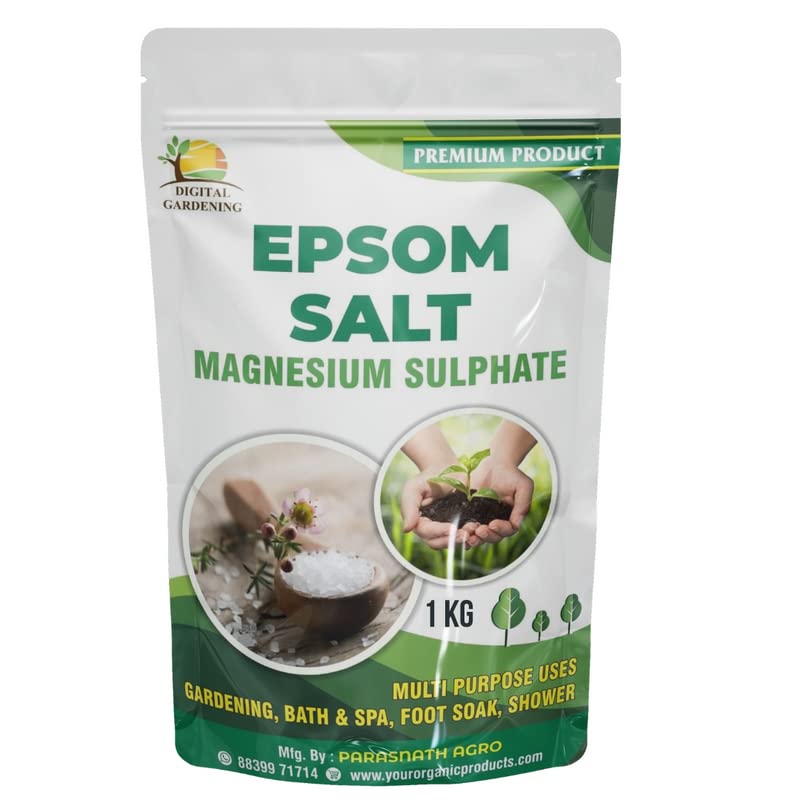 DIGITAL
GARDENING
PREMIUM PRODUCT
EPSOM
SALT
MAGNESIUM SULPHATE
1 KG
MULTI PURPOSE USES
GARDENING, BATH & SPA, FOOT SOAK, SHOWER
Mfg. By : PARASNATH AGRO
88399 71714 www.yourorganicproducts.com